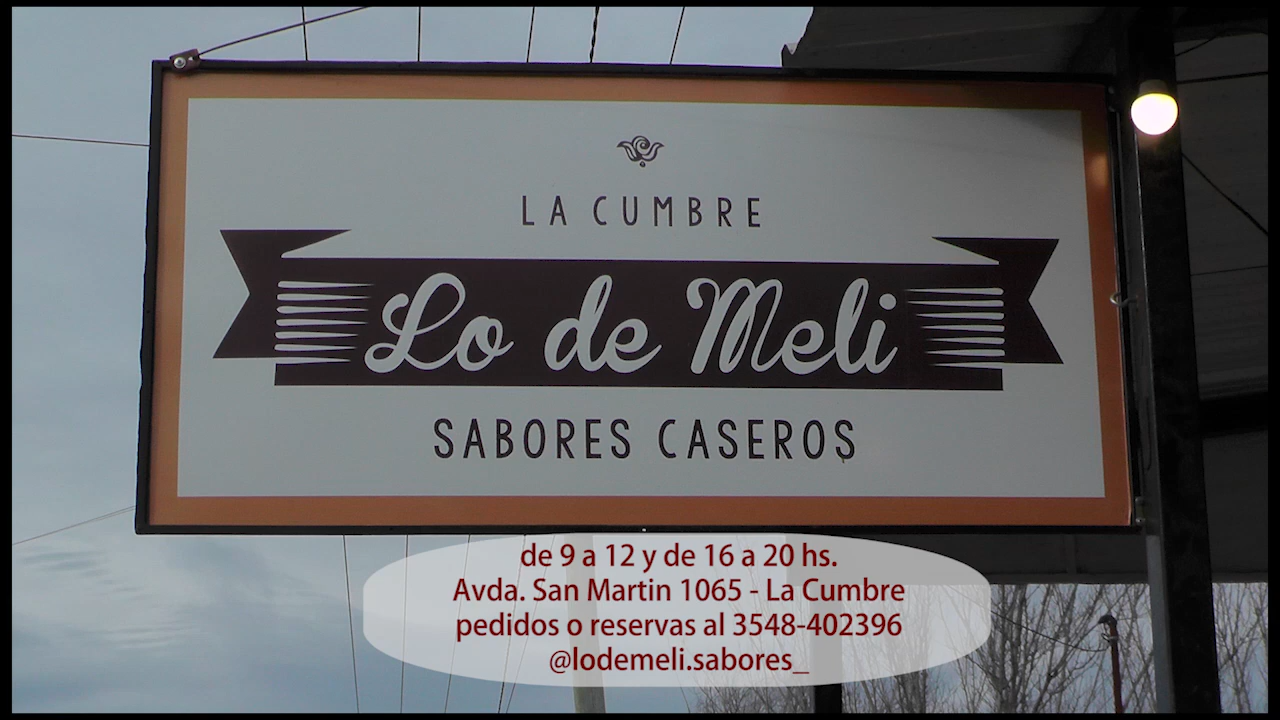 LA CUMBRE
Lo de Meli
SABORES CASEROS
de 9 a 12 y de 16 a 20 hs.
Avda. San Martin 1065 - La Cumbre
pedidos o reservas al 3548-402396
@lodemeli.sabores_